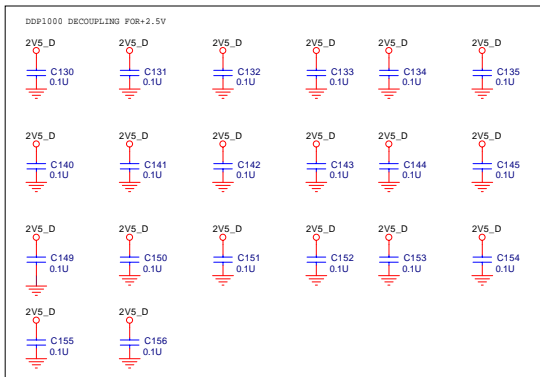 DDP1000 DECOUPLING FOR+2.5V
2V5_D 2V5_D 2V5_D 2V5_D 2V5_D 2V5_D
C130 C131 C132 C133 C134 C135
0.1U 0.1U 0.1U 0.1U 0.1U 0.1U
2V5_D 2V5_D 2V5_D 2V5_D 2V5_D 2V5_D
C140 C141 C142 C143 C144 C145
0.1U 0.1U 0.1U 0.1U 0.1U 0.1U
2V5_D 2V5_D 2V5_D 2V5_D 2V5_D 2V5_D
C149 C150 C151 C152 C153 C154
0.1U 0.1U 0.1U 0.1U 0.1U 0.1U
2V5_D 2V5_D
C155 C156
0.1U 0.1U